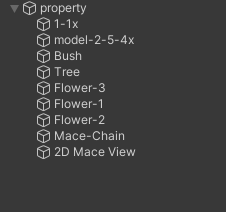 property
1-1x
model-2-5-4x
Bush
Tree
Flower-3
Flower-1
Flower-2
Mace-Chain
2D Mace View